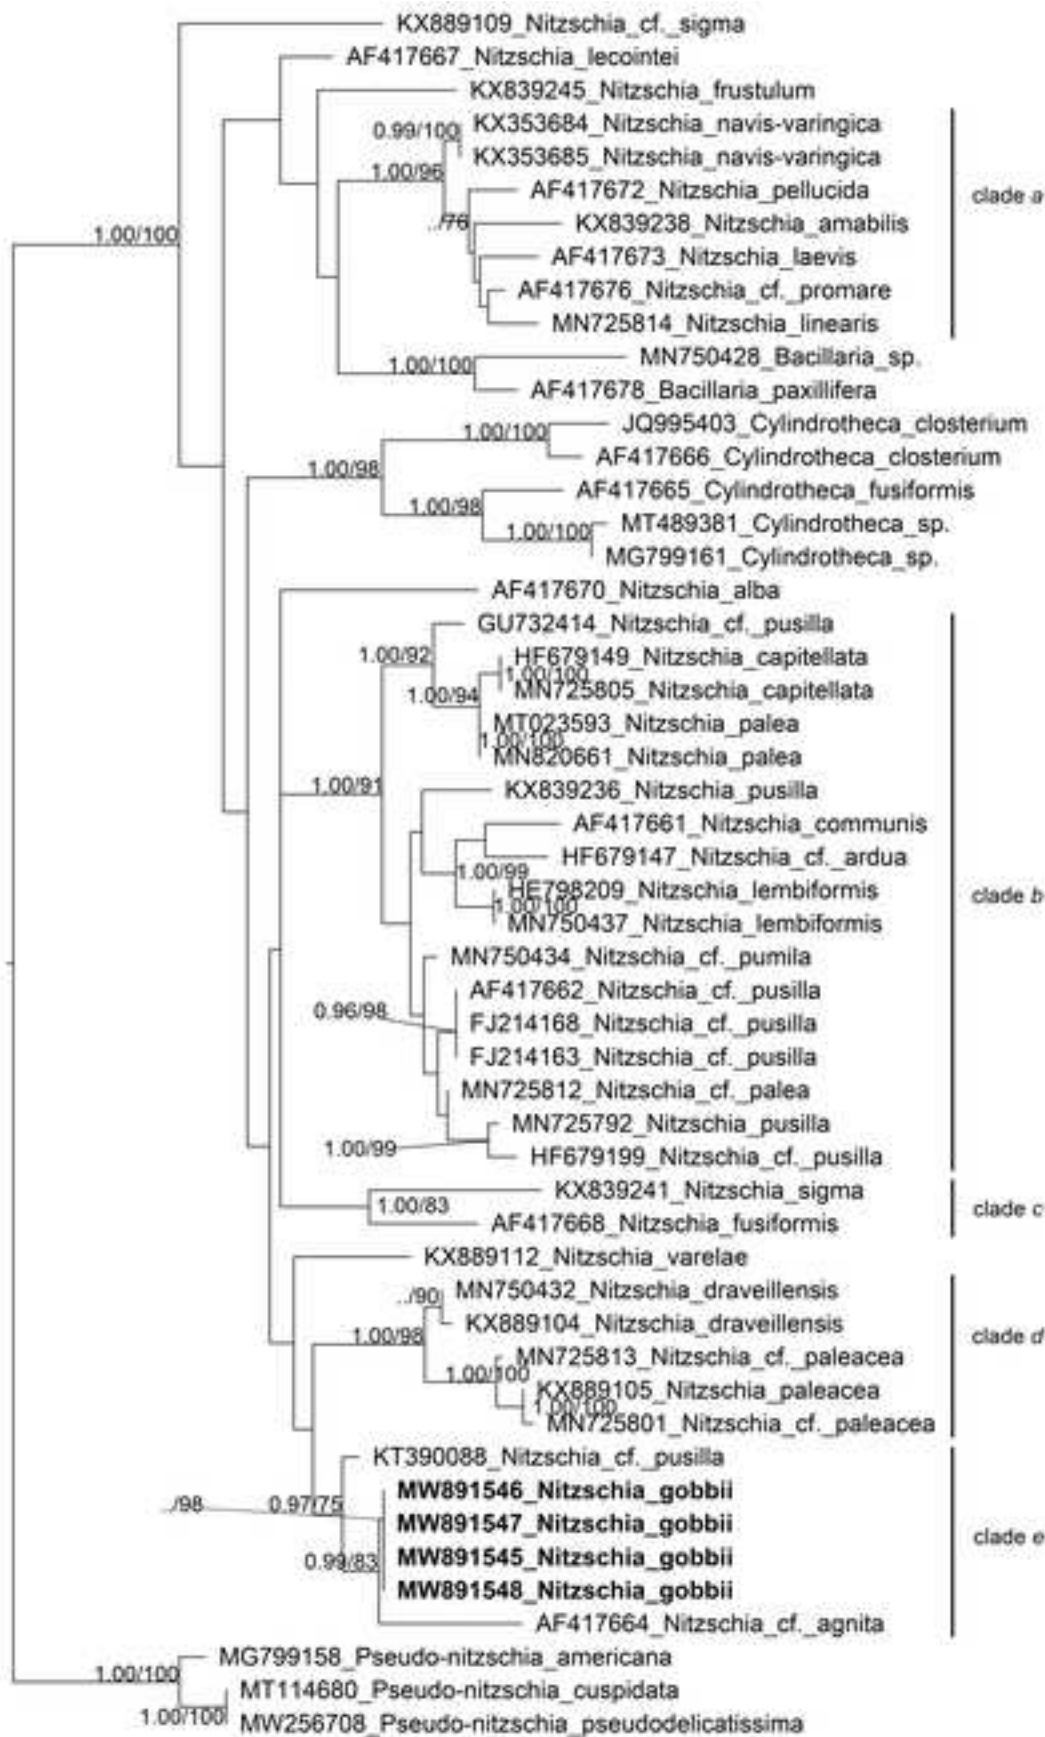 KX889109_Nitzschia_cf._sigma
AF417667_Nitzschia_lecointei
KX839245_Nitzschia_frustulum
0.99/100
KX353684_Nitzschia_navis-varingica
KX353685_Nitzschia_navis-varingica
1.00/96
AF417672_Nitzschia_pellucida
clade a
../76
KX839238_Nitzschia_amabilis
1.00/100
AF417673_Nitzschia_laevis
AF417676_Nitzschia_cf._promare
MN725814_Nitzschia_linearis
MN750428_Bacillaria_sp.
1.00/100
AF417678_Bacillaria_paxillifera
JQ995403_Cylindrotheca_closterium
1.00/100
AF417666_Cylindrotheca_closterium
1.00/98
AF417665_Cylindrotheca_fusiformis
1.00/98
MT489381_Cylindrotheca_sp.
1.00/100
MG799161_Cylindrotheca_sp.
AF417670_Nitzschia_alba
GU732414_Nitzschia_cf._pusilla
1.00/92
HF679149_Nitzschia_capitellata
1.00/100
MN725805_Nitzschia_capitellata
1.00/94
MT023593_Nitzschia_palea
1.00/100
MN820661_Nitzschia_palea
1.00/91
KX839236_Nitzschia_pusilla
AF417661_Nitzschia_communis
HF679147_Nitzschia_cf._ardua
1.00/99
HE798209_Nitzschia_lembiformis
clade b
1.00/100
MN750437_Nitzschia_lembiformis
MN750434_Nitzschia_cf._pumila
AF417662_Nitzschia_cf._pusilla
0.96/98
FJ214168_Nitzschia_cf._pusilla
FJ214163_Nitzschia_cf._pusilla
MN725812_Nitzschia_cf._palea
MN725792_Nitzschia_pusilla
1.00/99
HF679199_Nitzschia_cf._pusilla
KX839241_Nitzschia_sigma
1.00/83
clade c
AF417668_Nitzschia_fusiformis
KX889112_Nitzschia_varelae
MN750432_Nitzschia_draveillensis
../90
KX889104_Nitzschia_draveillensis
clade d
1.00/98
MN725813_Nitzschia_cf._paleacea
1.00/100
KX889105_Nitzschia_paleacea
1.00/100
MN725801_Nitzschia_cf._paleacea
KT390088_Nitzschia_cf._pusilla
MW891546_Nitzschia_gobbii
../98
0.97/75
MW891547_Nitzschia_gobbii
clade e
MW891545_Nitzschia_gobbii
0.99/83
MW891548_Nitzschia_gobbii
AF417664_Nitzschia_cf._agnita
MG799158_Pseudo-nitzschia_americana
1.00/100
MT114680_Pseudo-nitzschia_cuspidata
1.00/100
MW256708_Pseudo-nitzschia_pseudodelicatissima